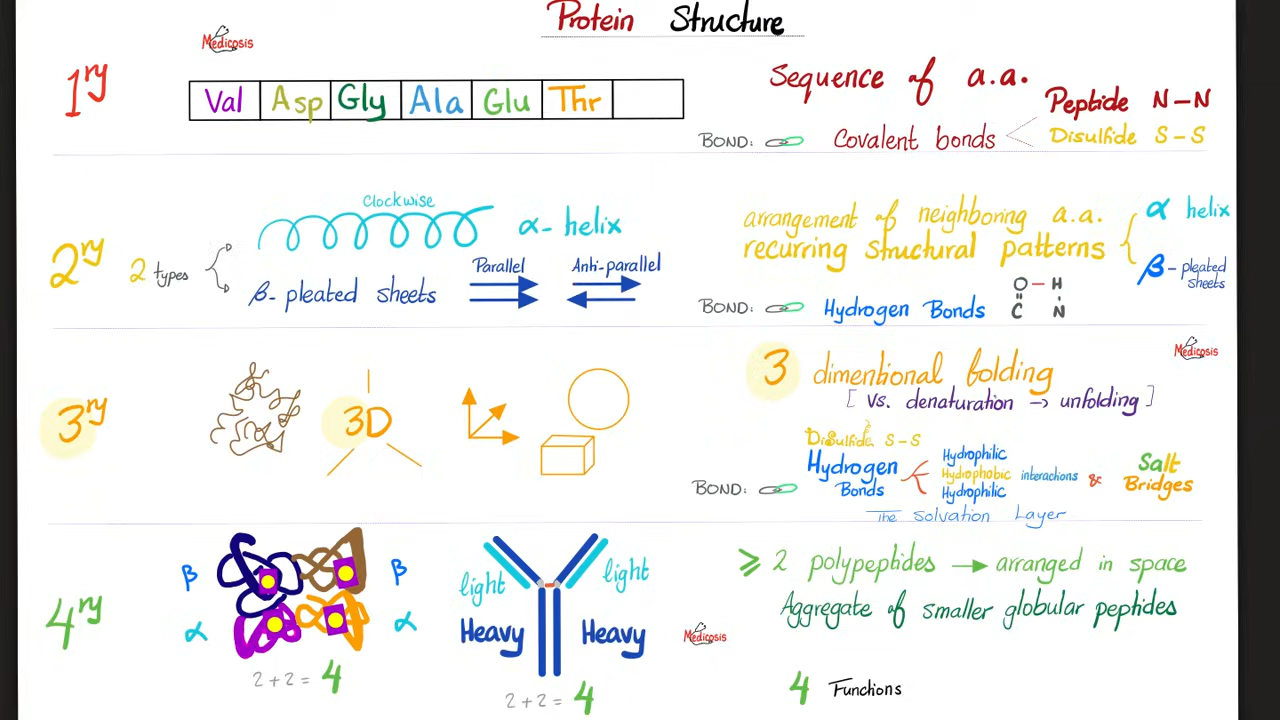 Protein Structure
Medicosis
1ry
Val Asp Gly Ala Glu Thr
Sequence of a.a.
Peptide N-N
BOND: Covalent bonds
Disulfide S-S
2ry
2 types
Clockwise
α-helix
β-pleated sheets
Parallel
Anti-parallel
arrangement of neighboring a.a.
recurring structural patterns
α helix
β-pleated
sheets
BOND: Hydrogen Bonds
O-H
C N
Medicosis
3ry
3D
3 dimentional folding
[ vs. denaturation → unfolding ]
Disulfide S-S
BOND: Hydrogen
Bonds
Hydrophilic
Hydrophobic interactions &
Hydrophilic
Salt
Bridges
The Solvation Layer
4ry
β β
α α
2+2=4
light light
Heavy Heavy
2+2=4
Medicosis
⩾ 2 polypeptides → arranged in space
Aggregate of smaller globular peptides
4 Functions